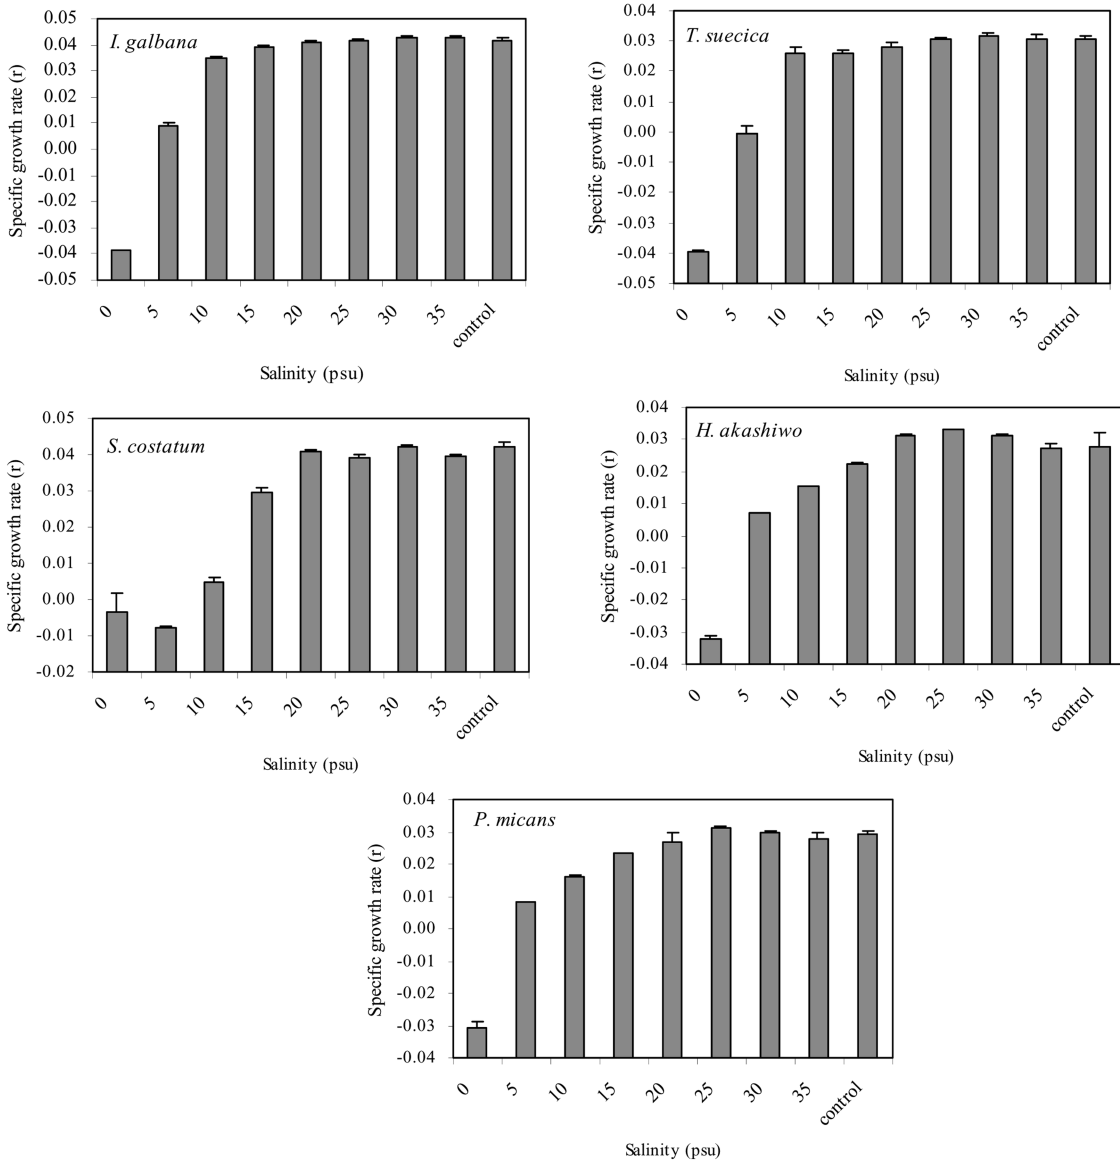 I. galbana
Specific growth rate (r)
0.05
0.04
0.03
0.02
0.01
0.00
-0.01
-0.02
-0.03
-0.04
-0.05
0 5 10 15 20 25 30 35 control
Salinity (psu)
T. suecica
Specific growth rate (r)
0.04
0.03
0.02
0.01
0.00
-0.01
-0.02
-0.03
-0.04
-0.05
0 5 10 15 20 25 30 35 control
Salinity (psu)
S. costatum
Specific growth rate (r)
0.05
0.04
0.03
0.02
0.01
0.00
-0.01
-0.02
0 5 10 15 20 25 30 35 control
Salinity (psu)
H. akashiwo
Specific growth rate (r)
0.04
0.03
0.02
0.01
0.00
-0.01
-0.02
-0.03
-0.04
0 5 10 15 20 25 30 35 control
Salinity (psu)
P. micans
Specific growth rate (r)
0.04
0.03
0.02
0.01
0.00
-0.01
-0.02
-0.03
-0.04
0 5 10 15 20 25 30 35 control
Salinity (psu)